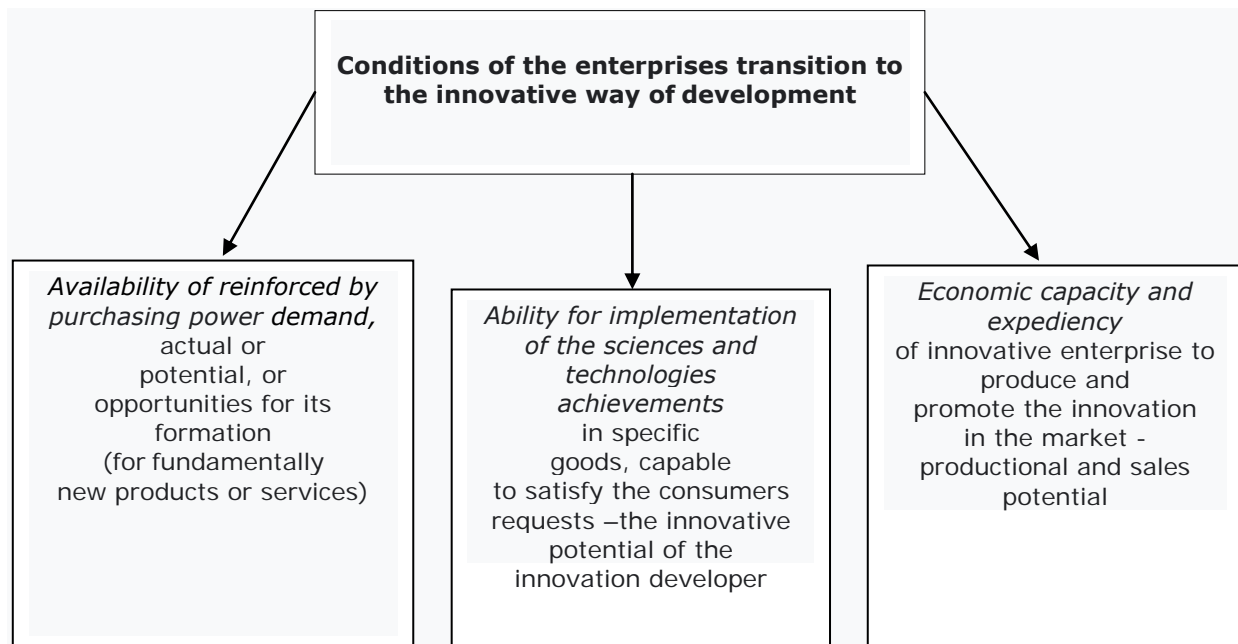 Conditions of the enterprises transition to
the innovative way of development
Availability of reinforced by
purchasing power demand,
actual or
potential, or
opportunities for its
formation
(for fundamentally
new products or services)
Ability for implementation
of the sciences and
technologies
achievements
in specific
goods, capable
to satisfy the consumers
requests –the innovative
potential of the
innovation developer
Economic capacity and
expediency
of innovative enterprise to
produce and
promote the innovation
in the market -
productional and sales
potential